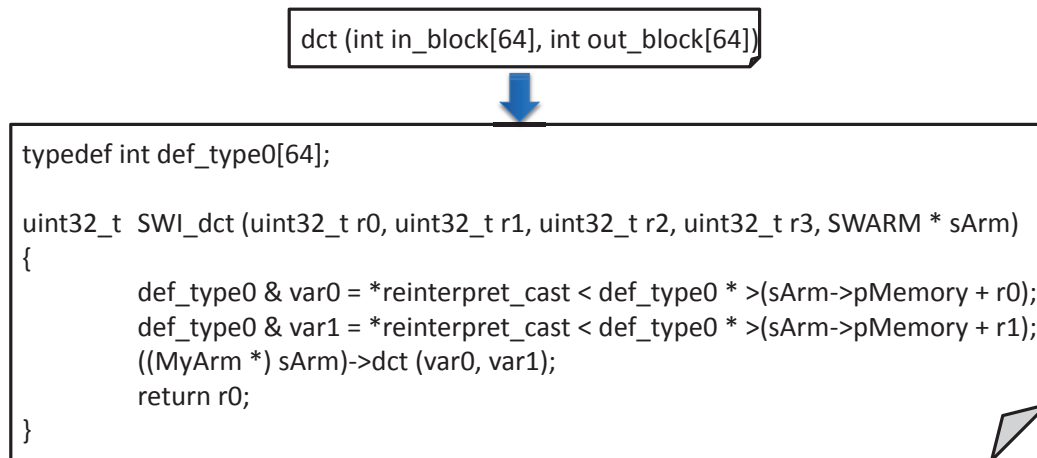 dct (int in_block[64], int out_block[64])
typedef int def_type0[64];
uint32_t SWI_dct (uint32_t r0, uint32_t r1, uint32_t r2, uint32_t r3, SWARM * sArm)
{
def_type0 & var0 = *reinterpret_cast < def_type0 * >(sArm->pMemory + r0);
def_type0 & var1 = *reinterpret_cast < def_type0 * >(sArm->pMemory + r1);
((MyArm *) sArm)->dct (var0, var1);
return r0;
}